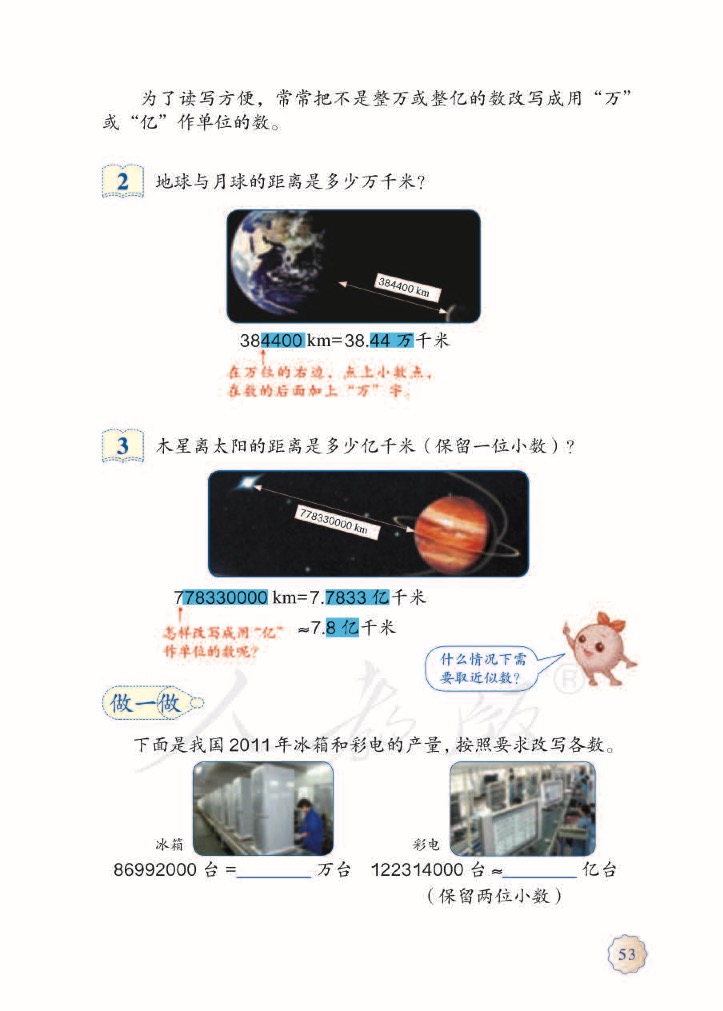 为了读写方便，常常把不是整万或整亿的数改写成用“万”
或“亿”作单位的数。
2 地球与月球的距离是多少万千米？
384400 km
384400 km=38.44 万千米
在万位的右边，点上小数点，
在数的后面加上“万”字。
3 木星离太阳的距离是多少亿千米（保留一位小数）？
778330000 km
778330000 km=7.7833 亿千米
≈7.8 亿千米
怎样改写成用“亿”
作单位的数呢？
什么情况下需
要取近似数？
做一做
下面是我国 2011 年冰箱和彩电的产量，按照要求改写各数。
冰箱 彩电
86992000 台 =________ 万台 122314000 台 ≈________ 亿台
（保留两位小数）
人教版®
53